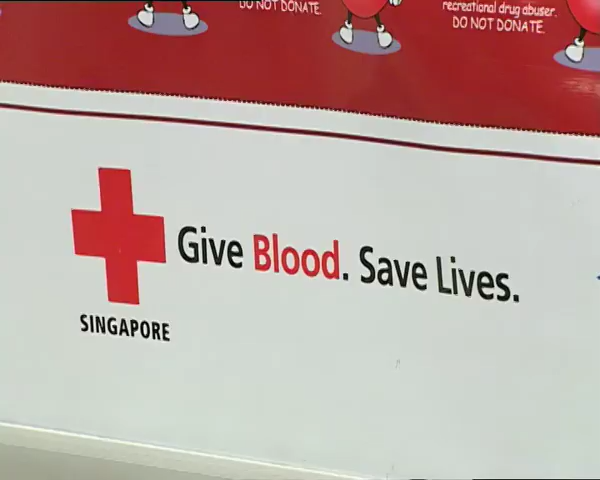 DO NOT DONATE.
recreational drug abuser.
DO NOT DONATE.
Give Blood. Save Lives.
SINGAPORE